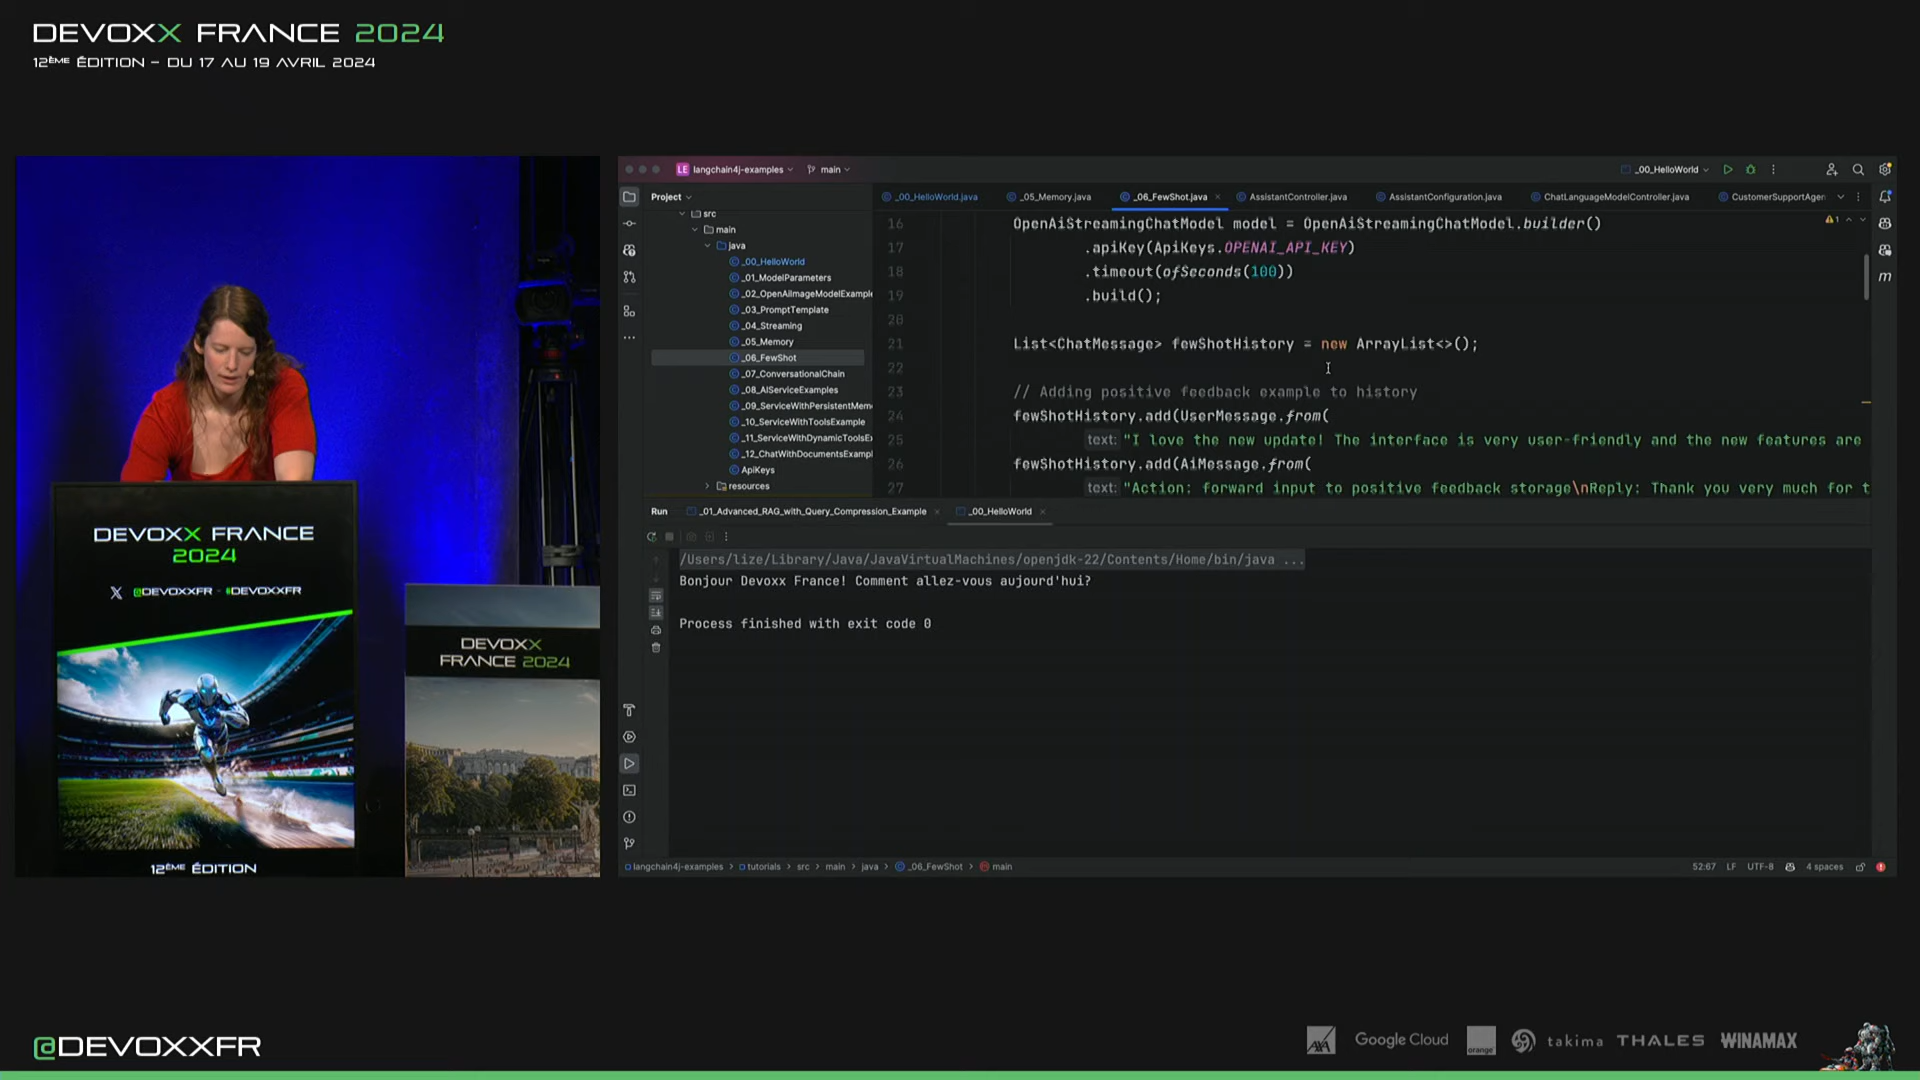 DEVOXX FRANCE 2024
12ÈME ÉDITION - DU 17 AU 19 AVRIL 2024
DEVOXX FRANCE
2024
@DEVOXXFR - #DEVOXXFR
12ÈME ÉDITION
DEVOXX
FRANCE 2024
LE langchain4j-examples
main
_00_HelloWorld
Project
_00_HelloWorld.java
_05_Memory.java
_06_FewShot.java
AssistantController.java
AssistantConfiguration.java
ChatLanguageModelController.java
CustomerSupportAgen
src
main
java
_00_HelloWorld
_01_ModelParameters
_02_OpenAIImageModelExample
_03_PromptTemplate
_04_Streaming
_05_Memory
_06_FewShot
_07_ConversationalChain
_08_AIServiceExamples
_09_ServiceWithPersistentMem
_10_ServiceWithToolsExample
_11_ServiceWithDynamicToolsEx
_12_ChatWithDocumentsExampl
ApiKeys
resources
1
16 OpenAiStreamingChatModel model = OpenAiStreamingChatModel.builder()
17 .apiKey(ApiKeys.OPENAI_API_KEY)
18 .timeout(ofSeconds(100))
19 .build();
20
21 List<ChatMessage> fewShotHistory = new ArrayList<>();
22
23 // Adding positive feedback example to history
24 fewShotHistory.add(UserMessage.from(
25 text: "I love the new update! The interface is very user-friendly and the new features are
26 fewShotHistory.add(AiMessage.from(
27 text: "Action: forward input to positive feedback storage\nReply: Thank you very much for t
m
Run
_01_Advanced_RAG_with_Query_Compression_Example
_00_HelloWorld
/Users/lize/Library/Java/JavaVirtualMachines/openjdk-22/Contents/Home/bin/java ...
Bonjour Devoxx France! Comment allez-vous aujourd'hui?
Process finished with exit code 0
langchain4j-examples > tutorials > src > main > java > _06_FewShot > main
52:67 LF UTF-8 4 spaces
@DEVOXXFR
AXA
Google Cloud
orange
takima
THALES
WINAMAX